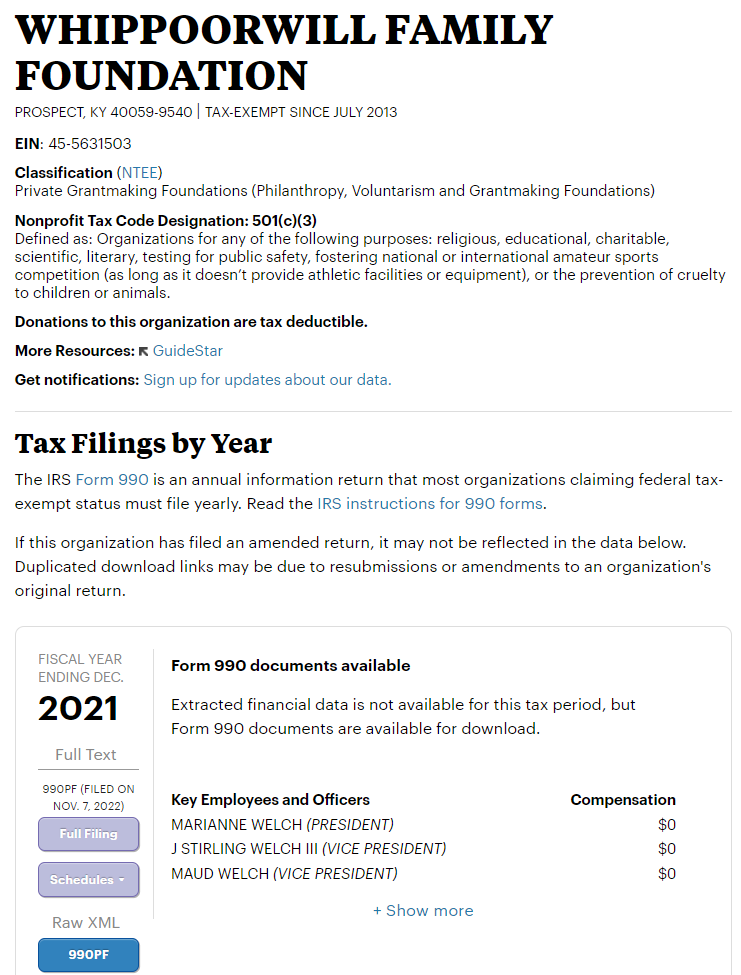 WHIPPOORWILL FAMILY
FOUNDATION
PROSPECT, KY 40059-9540 | TAX-EXEMPT SINCE JULY 2013
EIN: 45-5631503
Classification (NTEE)
Private Grantmaking Foundations (Philanthropy, Voluntarism and Grantmaking Foundations)
Nonprofit Tax Code Designation: 501(c)(3)
Defined as: Organizations for any of the following purposes: religious, educational, charitable,
scientific, literary, testing for public safety, fostering national or international amateur sports
competition (as long as it doesn't provide athletic facilities or equipment), or the prevention of cruelty
to children or animals.
Donations to this organization are tax deductible.
More Resources: GuideStar
Get notifications: Sign up for updates about our data.
Tax Filings by Year
The IRS Form 990 is an annual information return that most organizations claiming federal tax-
exempt status must file yearly. Read the IRS instructions for 990 forms.
If this organization has filed an amended return, it may not be reflected in the data below.
Duplicated download links may be due to resubmissions or amendments to an organization's
original return.
FISCAL YEAR
ENDING DEC.
2021
Full Text
990PF (FILED ON
NOV. 7, 2022)
Full Filing
Schedules
Raw XML
990PF
Form 990 documents available
Extracted financial data is not available for this tax period, but
Form 990 documents are available for download.
Key Employees and Officers Compensation
MARIANNE WELCH (PRESIDENT) $0
J STIRLING WELCH III (VICE PRESIDENT) $0
MAUD WELCH (VICE PRESIDENT) $0
+ Show more